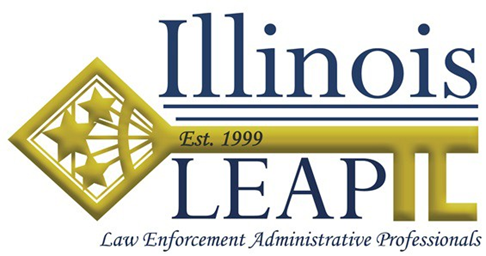 Illinois
Est. 1999
LEAP
Law Enforcement Administrative Professionals